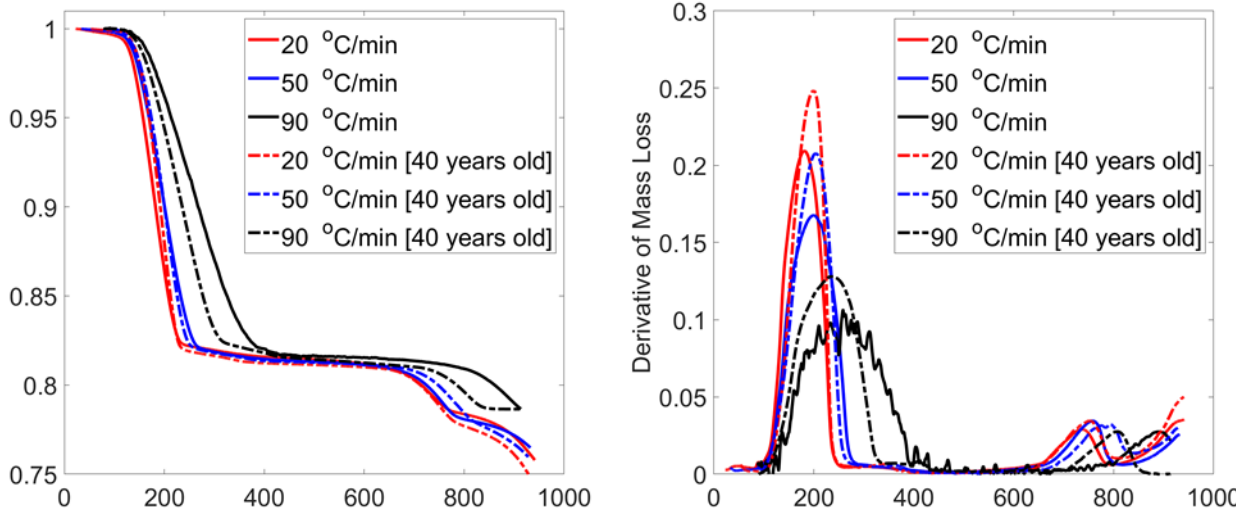 1
0.95
0.9
0.85
0.8
0.75
0
200
400
600
800
1000
20 °C/min
50 °C/min
90 °C/min
20 °C/min [40 years old]
50 °C/min [40 years old]
90 °C/min [40 years old]
Derivative of Mass Loss
0.3
0.25
0.2
0.15
0.1
0.05
0
0
200
400
600
800
1000
20 °C/min
50 °C/min
90 °C/min
20 °C/min [40 years old]
50 °C/min [40 years old]
90 °C/min [40 years old]